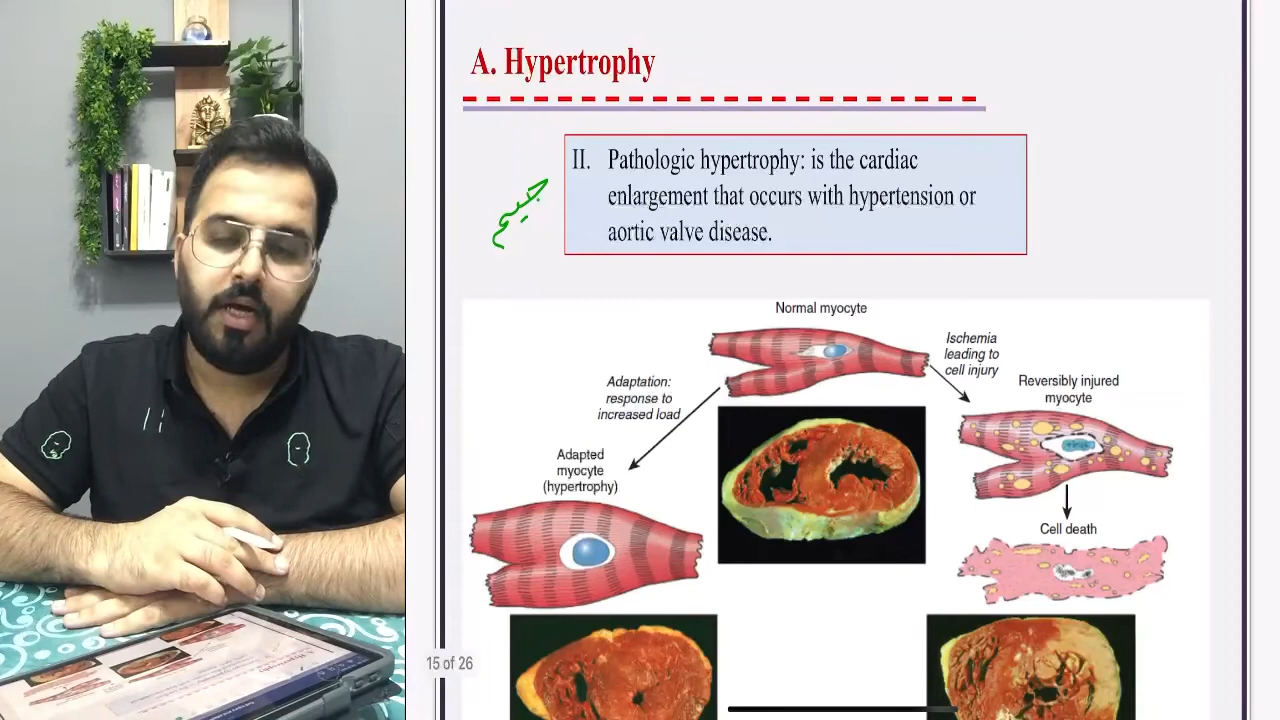 A. Hypertrophy
II. Pathologic hypertrophy: is the cardiac
enlargement that occurs with hypertension or
aortic valve disease.
Normal myocyte
Ischemia
leading to
cell injury
Adaptation:
response to
increased load
Reversibly injured
myocyte
Adapted
myocyte
(hypertrophy)
Cell death
15 of 26